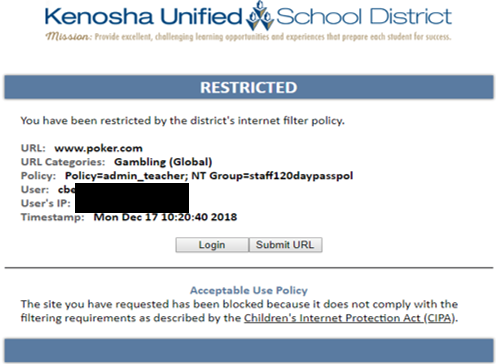 Kenosha Unified School District
Mission: Provide excellent, challenging learning opportunities and experiences that prepare each student for success.
RESTRICTED
You have been restricted by the district's internet filter policy.
URL: www.poker.com
URL Categories: Gambling (Global)
Policy: Policy=admin_teacher; NT Group=staff120daypasspol
User: cbe
User's IP:
Timestamp: Mon Dec 17 10:20:40 2018
Login Submit URL
Acceptable Use Policy
The site you have requested has been blocked because it does not comply with the
filtering requirements as described by the Children's Internet Protection Act (CIPA).